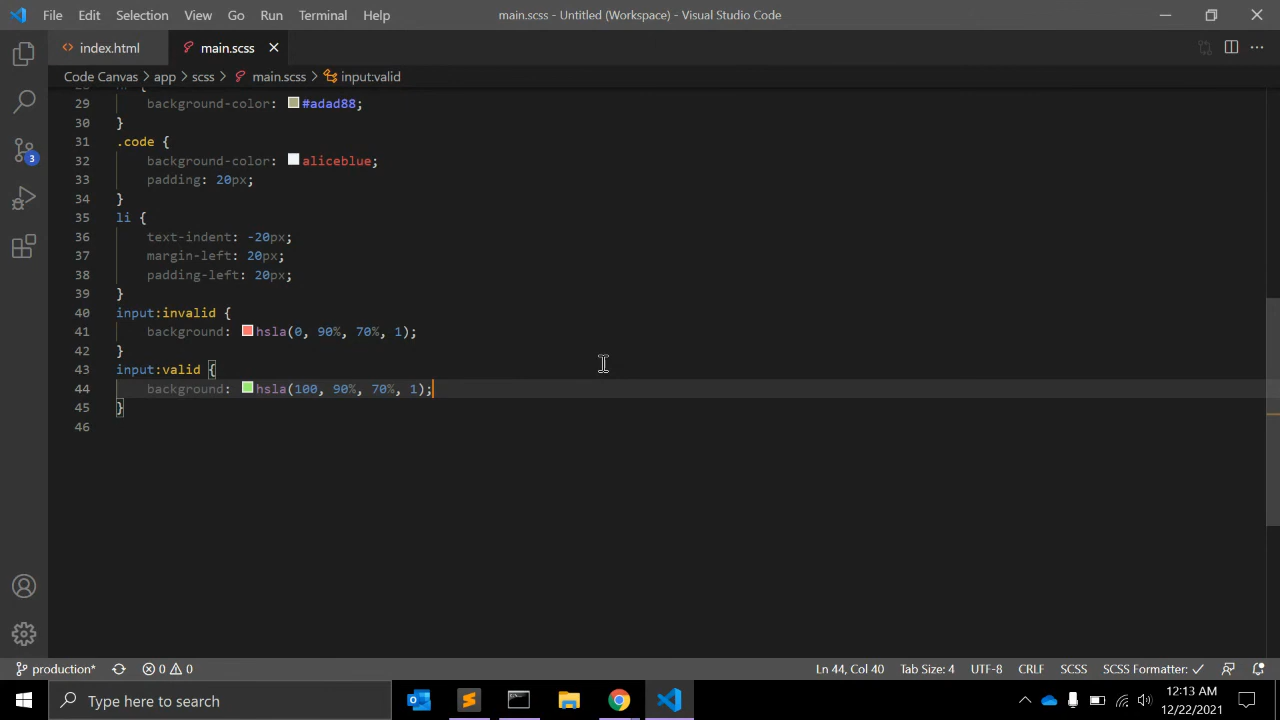 File Edit Selection View Go Run Terminal Help main.scss - Untitled (Workspace) - Visual Studio Code
index.html main.scss
Code Canvas > app > scss > main.scss > input:valid
29 background-color: #adad88;
30 }
31 .code {
32 background-color: aliceblue;
33 padding: 20px;
34 }
35 li {
36 text-indent: -20px;
37 margin-left: 20px;
38 padding-left: 20px;
39 }
40 input:invalid {
41 background: hsla(0, 90%, 70%, 1);
42 }
43 input:valid {
44 background: hsla(100, 90%, 70%, 1);
45 }
46
3
production* 0 0 Ln 44, Col 40 Tab Size: 4 UTF-8 CRLF SCSS SCSS Formatter:
Type here to search
12:13 AM
12/22/2021